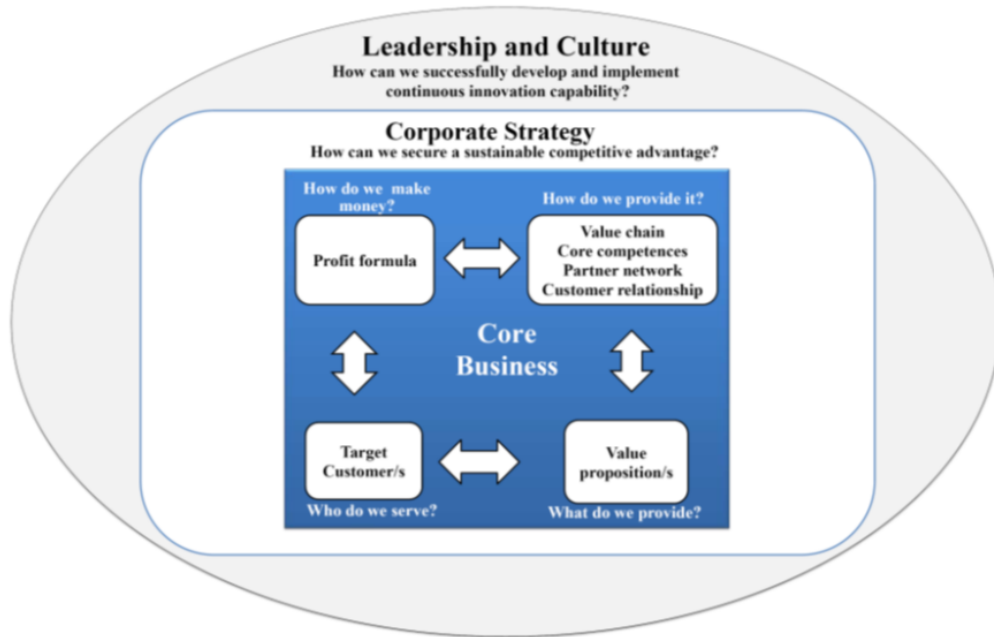 Leadership and Culture
How can we successfully develop and implement
continuous innovation capability?
Corporate Strategy
How can we secure a sustainable competitive advantage?
How do we make
money?
How do we provide it?
Profit formula
Value chain
Core competences
Partner network
Customer relationship
Core
Business
Target
Customer/s
Value
proposition/s
Who do we serve?
What do we provide?